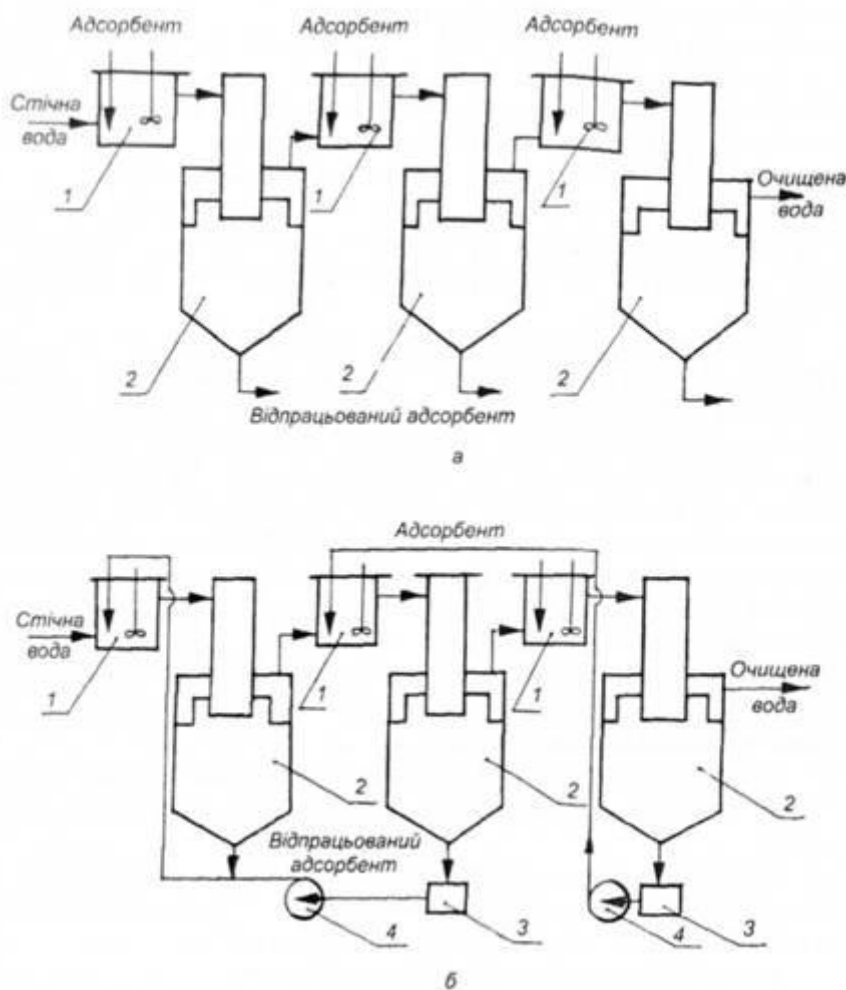 Адсорбент
Адсорбент
Адсорбент
Стічна
вода
1
1
1
Очищена
вода
2
2
2
Відпрацьований адсорбент
а
Адсорбент
Стічна
вода
1
1
1
Очищена
вода
2
2
2
Відпрацьований
адсорбент
4
3
4
3
б